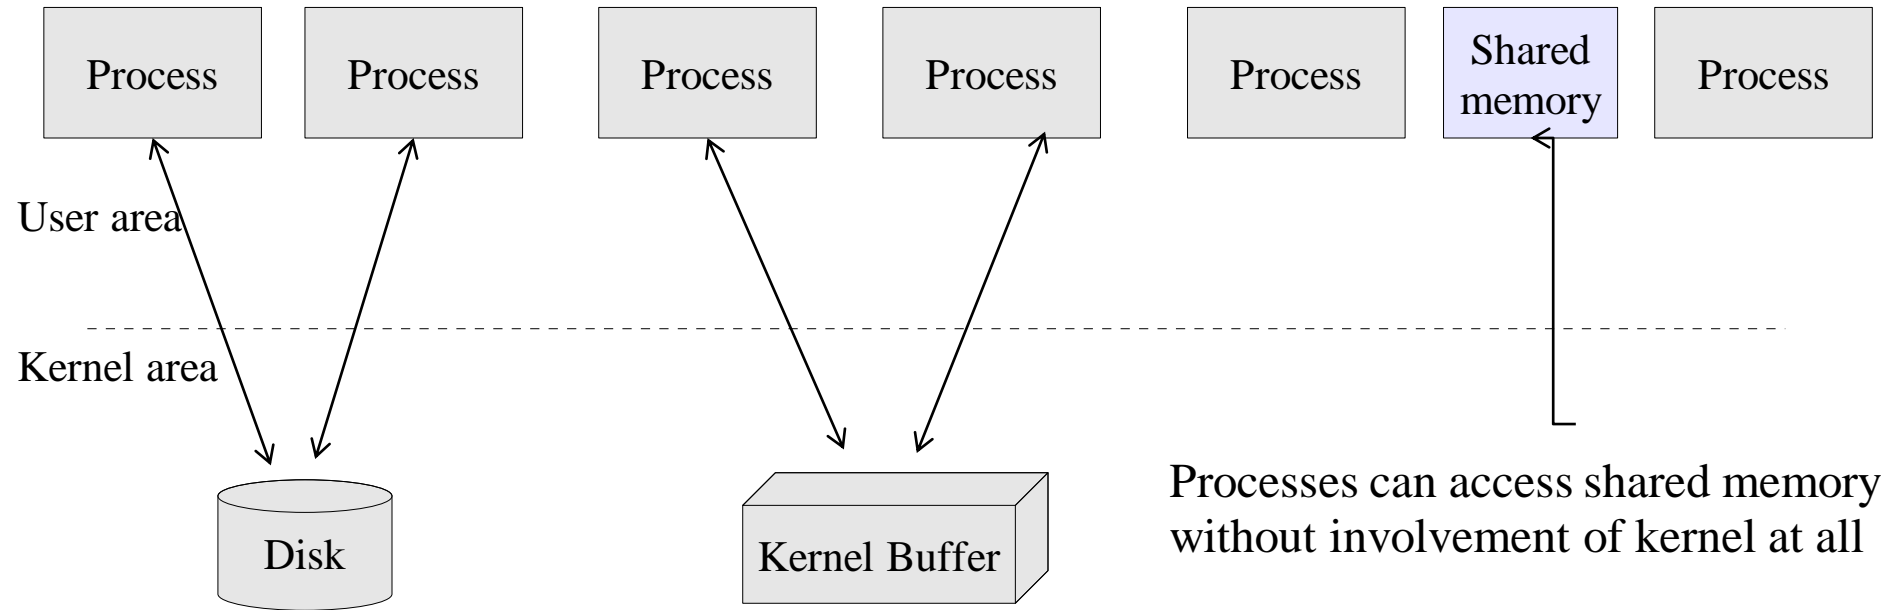 Process
Process
Process
Process
Process
Shared
memory
Process
User area
Kernel area
Disk
Kernel Buffer
Processes can access shared memory
without involvement of kernel at all